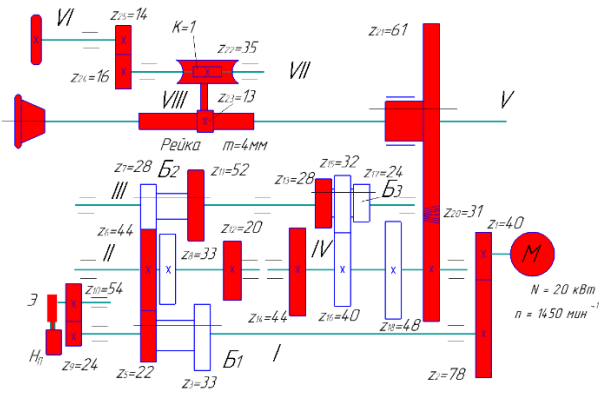 VI
z₂₅=14
K=1
z₂₂=35
z₂₁=61
z₂₄=16
VII
VIII
z₂₃=13
V
Рейка m=4мм
z₇=28
Б2
z₁₁=52
z₁₃=28
z₁₅=32
z₁₇=24
III
Б3
z₂₀=31
z₆=44
z₁₂=20
z₁=40
II
z₈=33
IV
М
z₁₀=54
N = 20 кВт
Э
z₁₄=44
z₁₆=40
z₁₈=48
n = 1450 мин⁻¹
Нп
z₉=24
z₅=22
Б1
I
z₃=33
z₂=78